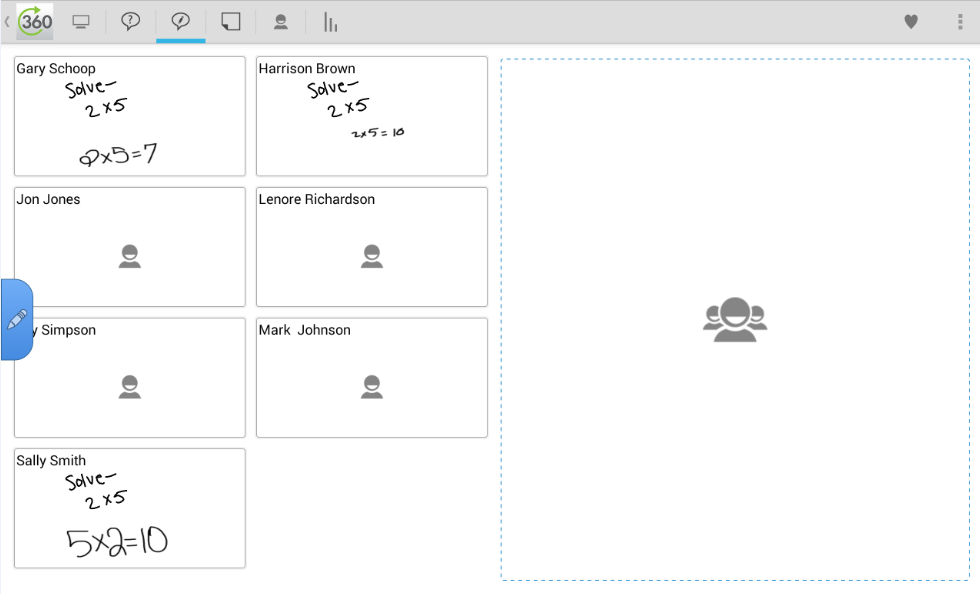 360
Gary Schoop
Solve-
2x5
2x5=7
Harrison Brown
Solve-
2x5
2x5=10
Jon Jones
Lenore Richardson
y Simpson
Mark Johnson
Sally Smith
Solve-
2x5
5x2=10